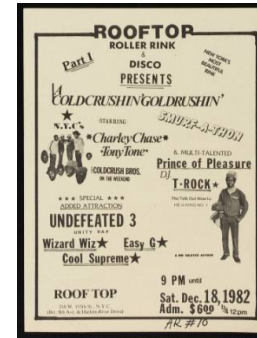 ROOFTOP
ROLLER RINK
&
DISCO
Part I
NEW YORK'S
MOST
BEAUTIFUL
RINK
PRESENTS
LA
COLDCRUSHIN' GOLDRUSHIN'
SMURF-A-THON
STARRING
N.Y.C's
Charley Chase
Tony Tone
COLDCRUSH BROS.
ON THE WEEKEND
& MULTI-TALENTED
Prince of Pleasure
DJ.
T-ROCK★
★★★ SPECIAL ★★★
ADDED ATTRACTION
UNDEFEATED 3
UNITY RAP
Wizard Wiz★ Easy G★
Cool Supreme★
9 PM until
ROOF TOP
Sat. Dec. 18, 1982
Adm. $6.00
12pm
AH #10